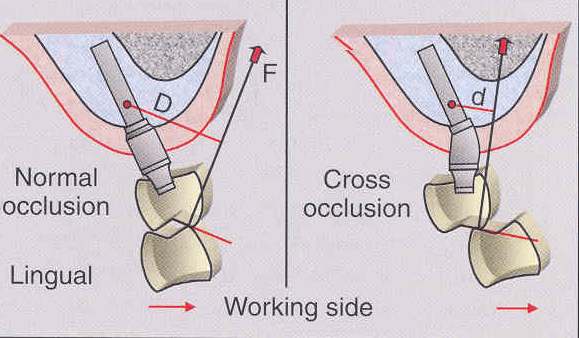 F
D
Normal
occlusion
Lingual
d
Cross
occlusion
Working side